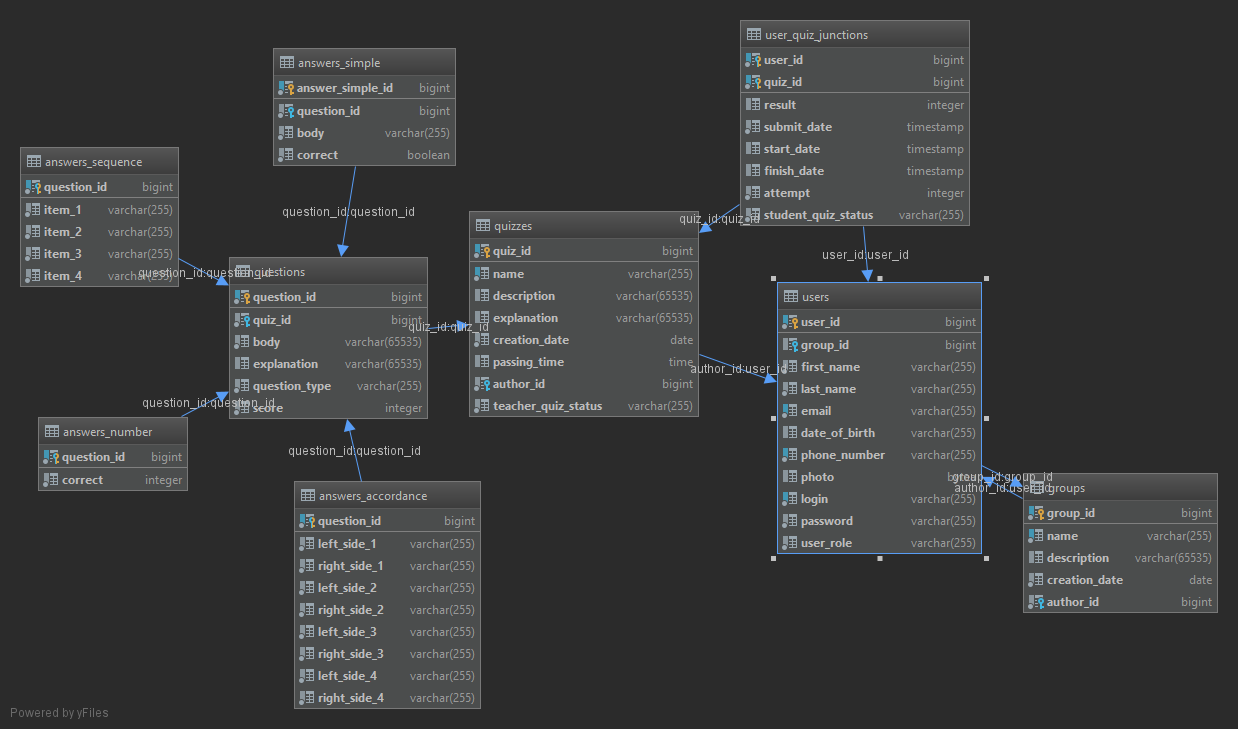 user_quiz_junctions
user_id bigint
quiz_id bigint
result integer
submit_date timestamp
start_date timestamp
finish_date timestamp
attempt integer
student_quiz_status varchar(255)
answers_simple
answer_simple_id bigint
question_id bigint
body varchar(255)
correct boolean
answers_sequence
question_id bigint
item_1 varchar(255)
item_2 varchar(255)
item_3 varchar(255)
item_4 varchar(255)
question_id:question_id
question_id:question_id
questions
question_id bigint
quiz_id bigint
body varchar(65535)
explanation varchar(65535)
question_type varchar(255)
score integer
quiz_id:quiz_id
quizzes
quiz_id bigint
name varchar(255)
description varchar(65535)
explanation varchar(65535)
creation_date date
passing_time time
author_id bigint
teacher_quiz_status varchar(255)
quiz_id:quiz_id
user_id:user_id
author_id:user_id
users
user_id bigint
group_id bigint
first_name varchar(255)
last_name varchar(255)
email varchar(255)
date_of_birth varchar(255)
phone_number varchar(255)
photo
login varchar(255)
password varchar(255)
user_role varchar(255)
group_id:group_id
author_id:user_id
groups
group_id bigint
name varchar(255)
description varchar(65535)
creation_date date
author_id bigint
question_id:question_id
answers_number
question_id bigint
correct integer
question_id:question_id
answers_accordance
question_id bigint
left_side_1 varchar(255)
right_side_1 varchar(255)
left_side_2 varchar(255)
right_side_2 varchar(255)
left_side_3 varchar(255)
right_side_3 varchar(255)
left_side_4 varchar(255)
right_side_4 varchar(255)
Powered by yFiles